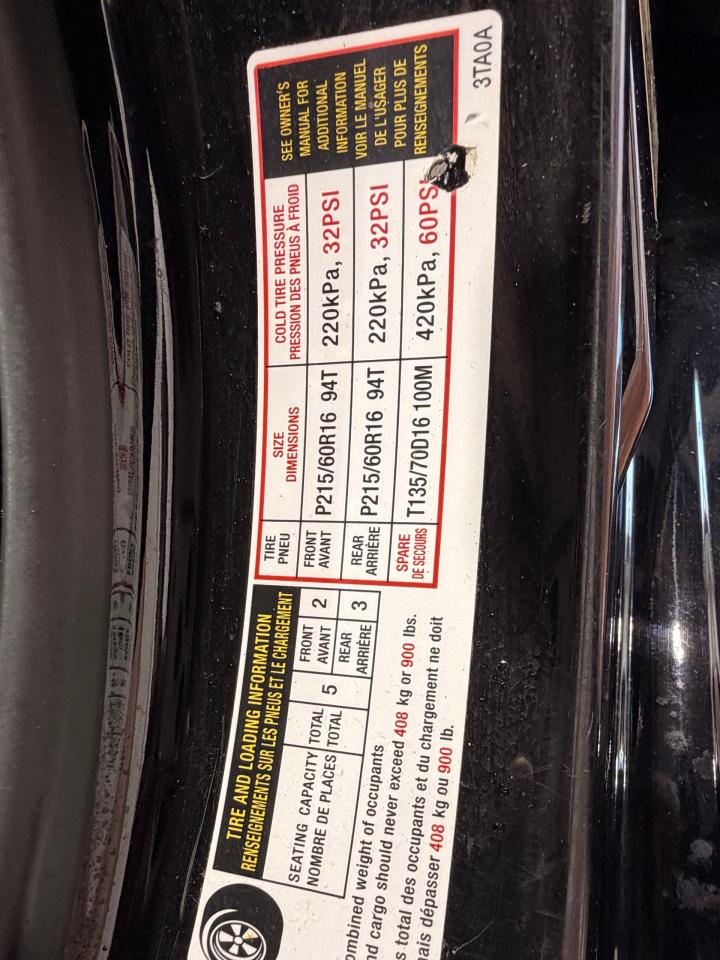 TIRE AND LOADING INFORMATION
RENSEIGNEMENTS SUR LES PNEUS ET LE CHARGEMENT
SEATING CAPACITY
NOMBRE DE PLACES
TOTAL
TOTAL
5
FRONT
AVANT
2
REAR
ARRIÈRE
3
weight of occupants
cargo should never exceed 408 kg or 900 lbs.
total des occupants et du chargement ne doit
dépasser 408 kg ou 900 lb.
TIRE
PNEU
SIZE
DIMENSIONS
COLD TIRE PRESSURE
PRESSION DES PNEUS À FROID
FRONT
AVANT
P215/60R16 94T
220kPa, 32PSI
REAR
ARRIÈRE
P215/60R16 94T
220kPa, 32PSI
SPARE
DE SECOURS
T135/70D16 100M
420kPa, 60PSI
SEE OWNER'S
MANUAL FOR
ADDITIONAL
INFORMATION
VOIR LE MANUEL
DE L'USAGER
POUR PLUS DE
RENSEIGNEMENTS
3TA0A